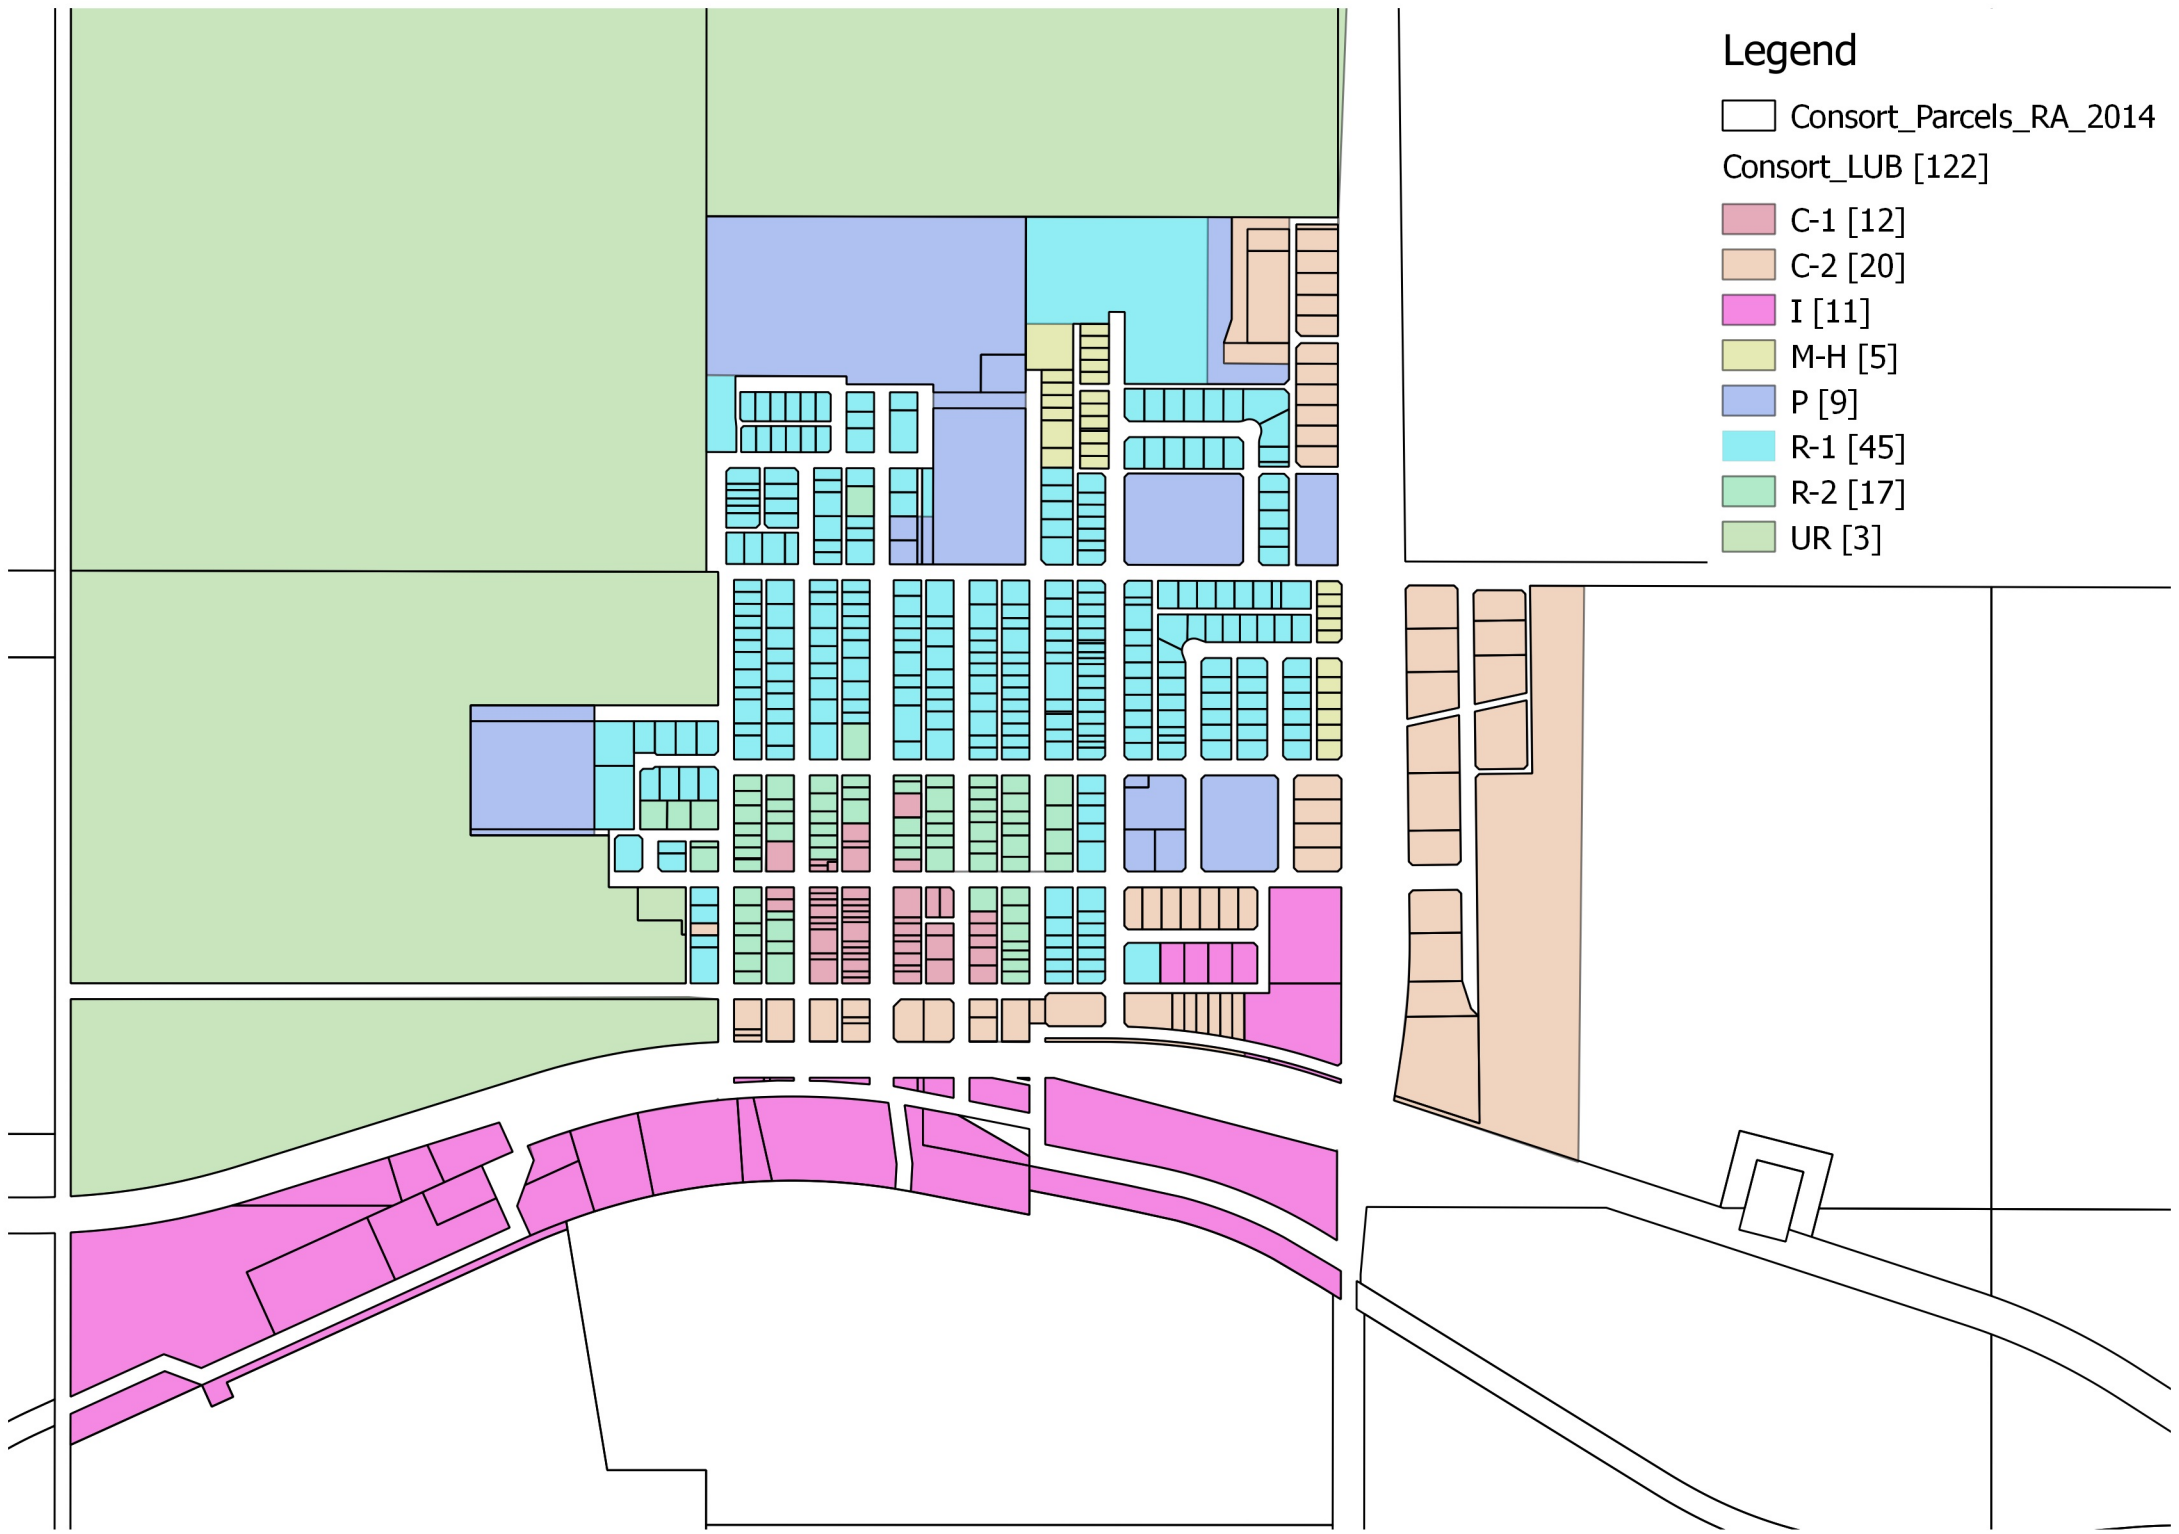 Legend
Consort_Parcels_RA_2014
Consort_LUB [122]
C-1 [12]
C-2 [20]
I [11]
M-H [5]
P [9]
R-1 [45]
R-2 [17]
UR [3]